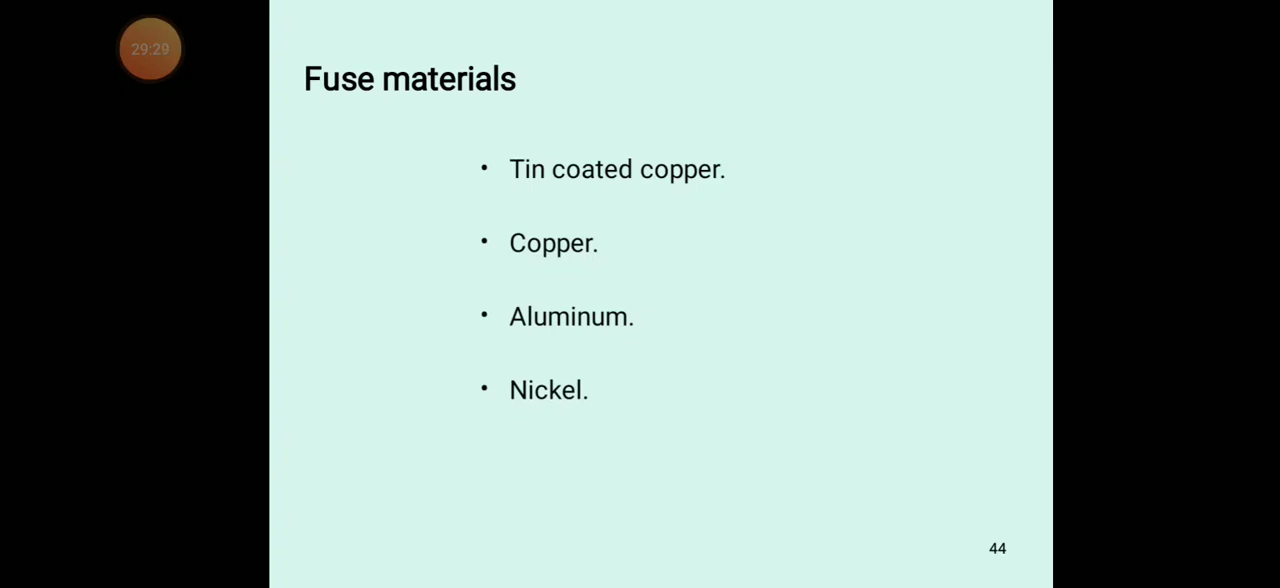 29:29
Fuse materials
• Tin coated copper.
• Copper.
• Aluminum.
• Nickel.
44